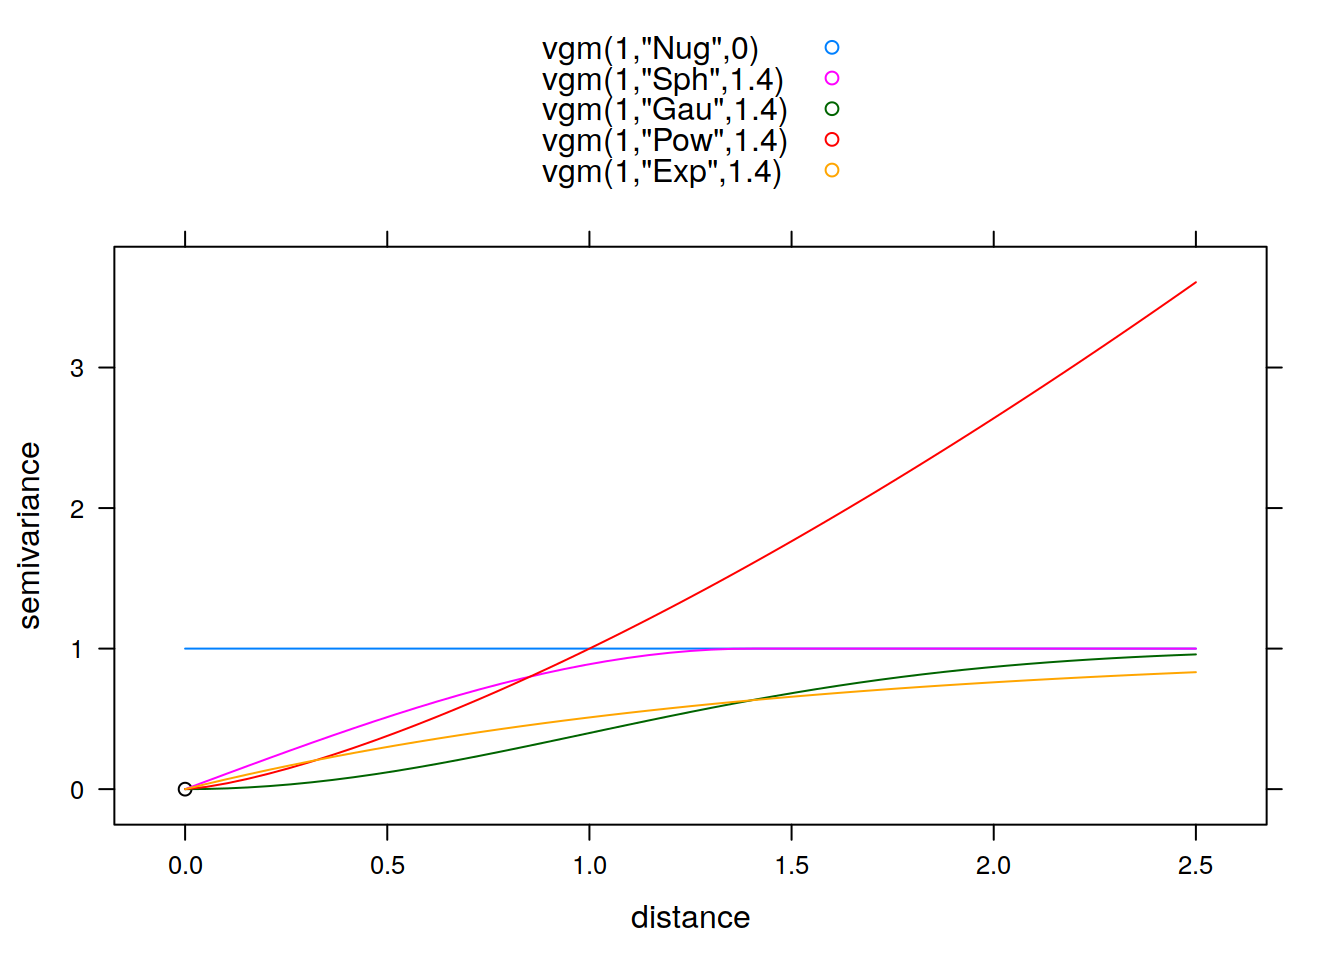 vgm(1,"Nug",0)
vgm(1,"Sph",1.4)
vgm(1,"Gau",1.4)
vgm(1,"Pow",1.4)
vgm(1,"Exp",1.4)
3
2
1
0
semivariance
0.0 0.5 1.0 1.5 2.0 2.5
distance